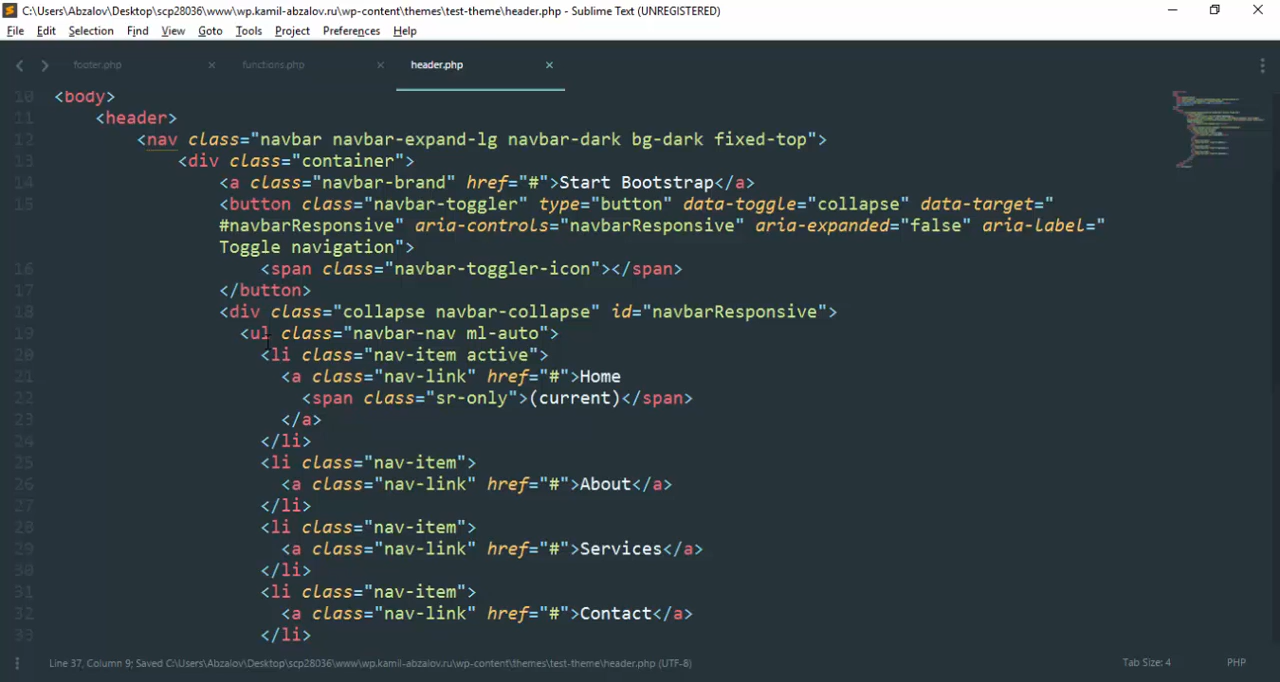 C:\Users\Abzalov\Desktop\scp28036\www\wp.kamil-abzalov.ru\wp-content\themes\test-theme\header.php - Sublime Text (UNREGISTERED)
File Edit Selection Find View Goto Tools Project Preferences Help
footer.php functions.php header.php
10 <body>
11 <header>
12 <nav class="navbar navbar-expand-lg navbar-dark bg-dark fixed-top">
13 <div class="container">
14 <a class="navbar-brand" href="#">Start Bootstrap</a>
15 <button class="navbar-toggler" type="button" data-toggle="collapse" data-target="
#navbarResponsive" aria-controls="navbarResponsive" aria-expanded="false" aria-label="
Toggle navigation">
16 <span class="navbar-toggler-icon"></span>
17 </button>
18 <div class="collapse navbar-collapse" id="navbarResponsive">
19 <ul class="navbar-nav ml-auto">
20 <li class="nav-item active">
21 <a class="nav-link" href="#">Home
22 <span class="sr-only">(current)</span>
23 </a>
24 </li>
25 <li class="nav-item">
26 <a class="nav-link" href="#">About</a>
27 </li>
28 <li class="nav-item">
29 <a class="nav-link" href="#">Services</a>
30 </li>
31 <li class="nav-item">
32 <a class="nav-link" href="#">Contact</a>
33 </li>
Line 37, Column 9; Saved C:\Users\Abzalov\Desktop\scp28036\www\wp.kamil-abzalov.ru\wp-content\themes\test-theme\header.php (UTF-8) Tab Size: 4 PHP